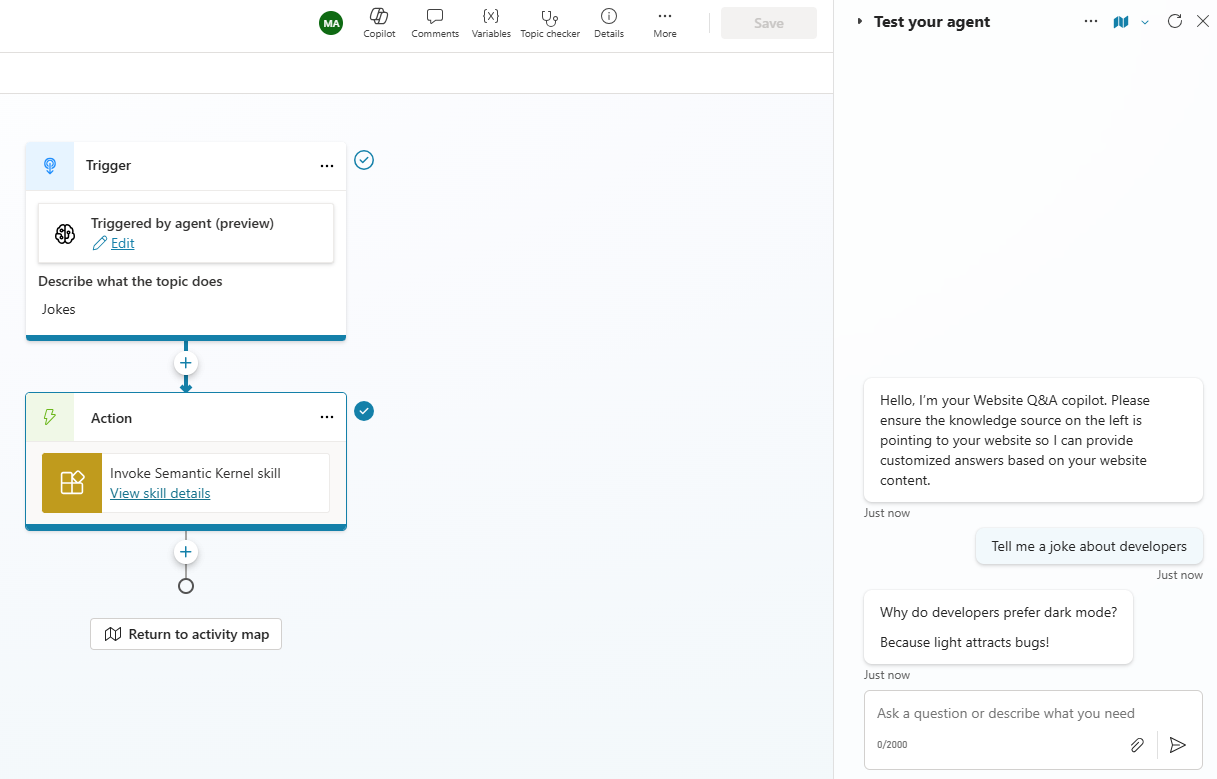 MA
Copilot
Comments
{x}
Variables
Topic checker
Details
More
Save
Test your agent
Trigger
Triggered by agent (preview)
Edit
Describe what the topic does
Jokes
Action
Invoke Semantic Kernel skill
View skill details
Return to activity map
Hello, I'm your Website Q&A copilot. Please
ensure the knowledge source on the left is
pointing to your website so I can provide
customized answers based on your website
content.
Just now
Tell me a joke about developers
Just now
Why do developers prefer dark mode?
Because light attracts bugs!
Just now
Ask a question or describe what you need
0/2000